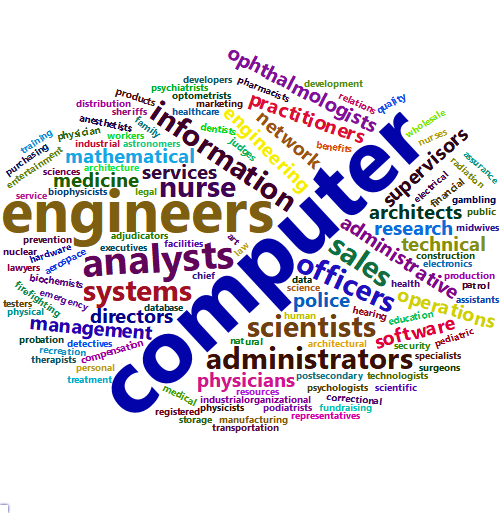 ophthalmologists
developers
development
psychiatrists
pharmacists
optometrists
relations
quality
products
marketing
practitioners
distribution
sheriffs
healthcare
wholesale
anesthetists
family
information
engineering
network
computer
supervisors
nurses
training
physician
workers
dentists
benefits
assurance
purchasing
industrial
astronomers
judges
entertainment
mathematical
radiation
sciences
architecture
services
electrical
financial
medicine
nurse
service
biophysicists
legal
gambling
engineers
architects
public
administrative
research
midwives
adjudicators
prevention
facilities
art
law
sales
technical
nuclear
hardware
executives
analysts
construction
electronics
lawyers
aerospace
chief
officers
biochemists
data
health
production
systems
science
patrol
firefighting
emergency
police
operations
assistants
testers
database
physical
directors
human
hearing
education
management
scientists
software
pediatric
probation
detectives
natural
architectural
security
recreation
compensation
therapists
administrators
specialists
personal
surgeons
treatment
physicians
postsecondary
technologists
medical
resources
psychologists
scientific
industrialorganizational
correctional
registered
physicists
podiatrists
fundraising
storage
manufacturing
representatives
transportation